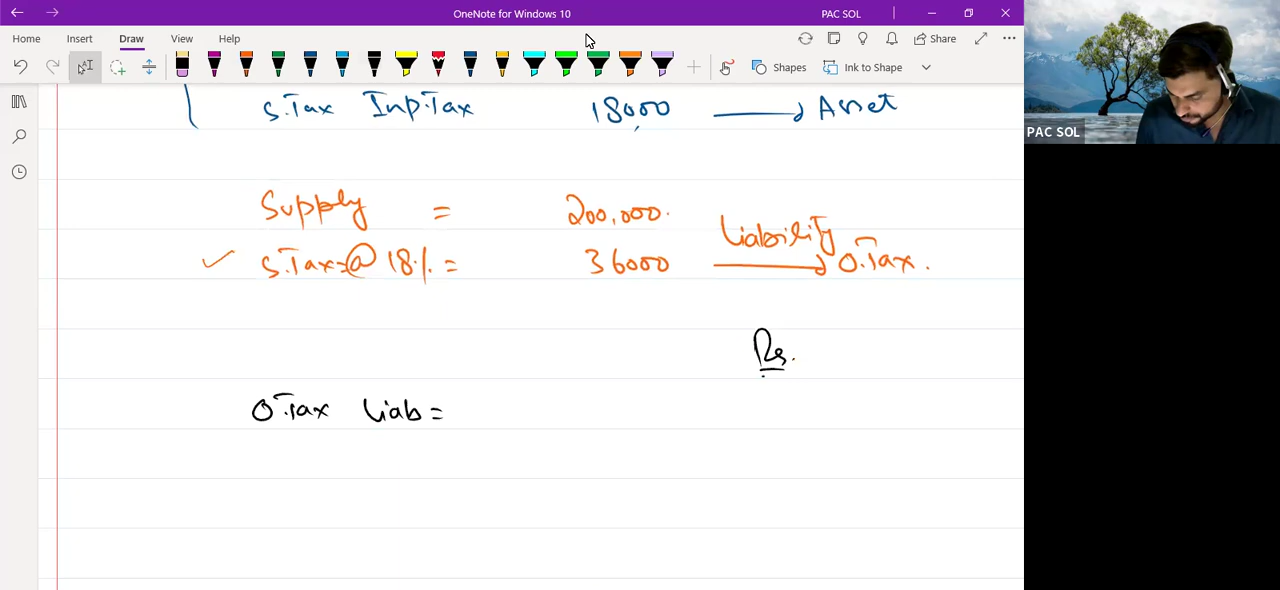 OneNote for Windows 10
PAC SOL
Home Insert Draw View Help
Share
Shapes
Ink to Shape
S.Tax Inp.Tax 18000 → Asset
Supply = 200,000.
Liability
✓ S.Tax=@ 18% = 36000 → O.Tax.
Rs.
O.Tax Liab =
PAC SOL